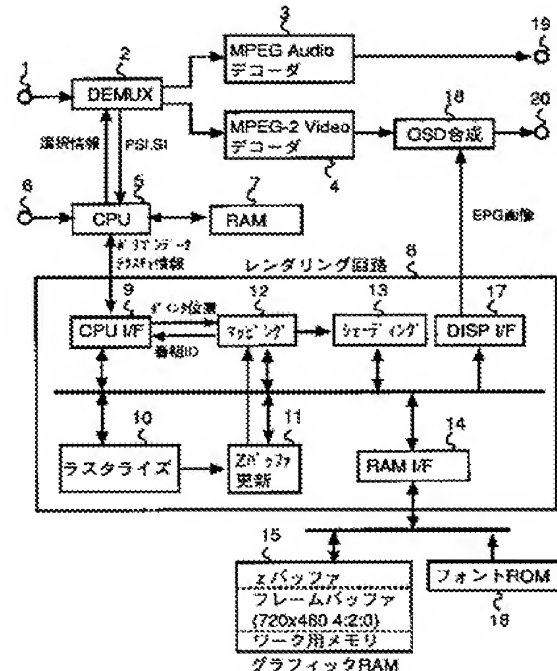 3
MPEG Audio
デコーダ
19
1
2
DEMUX
MPEG-2 Video
デコーダ
4
18
OSD合成
20
選択情報
PSI.SI
6
5
CPU
7
RAM
EPG画像
ポリゴンデータ
テクスチャ情報
レンダリング回路
8
9
CPU I/F
ポインタ位置
番組ID
12
マッピング
13
シェーディング
17
DISP I/F
10
ラスタライズ
11
Zバッファ
更新
14
RAM I/F
15
zバッファ
フレームバッファ
(720x480 4:2:0)
ワーク用メモリ
グラフィックRAM
フォントROM
16